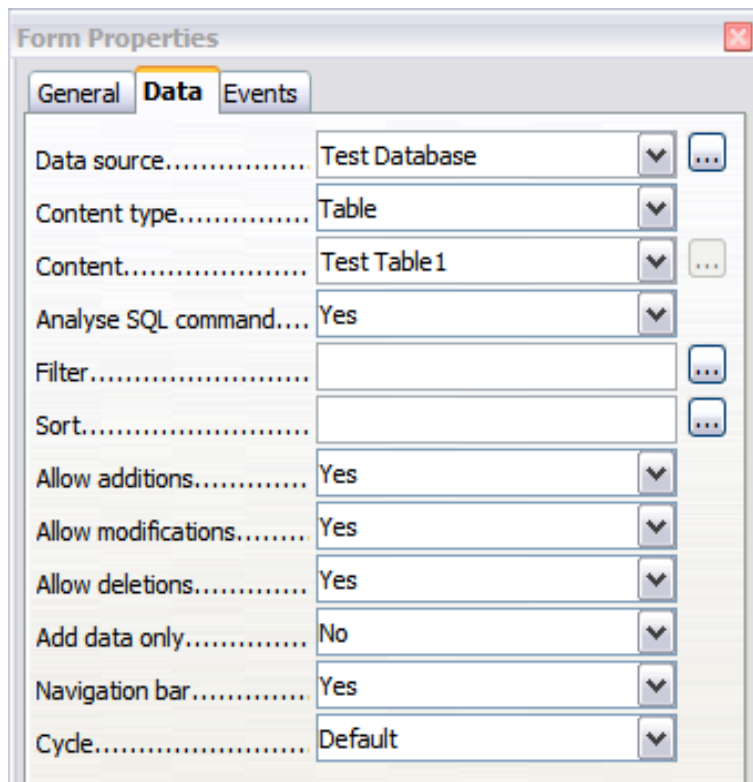 Form Properties
General Data Events
Data source................. Test Database ...
Content type............... Table
Content..................... Test Table1 ...
Analyse SQL command.... Yes
Filter......................... ...
Sort.......................... ...
Allow additions............ Yes
Allow modifications........ Yes
Allow deletions............ Yes
Add data only.............. No
Navigation bar............. Yes
Cycle........................ Default